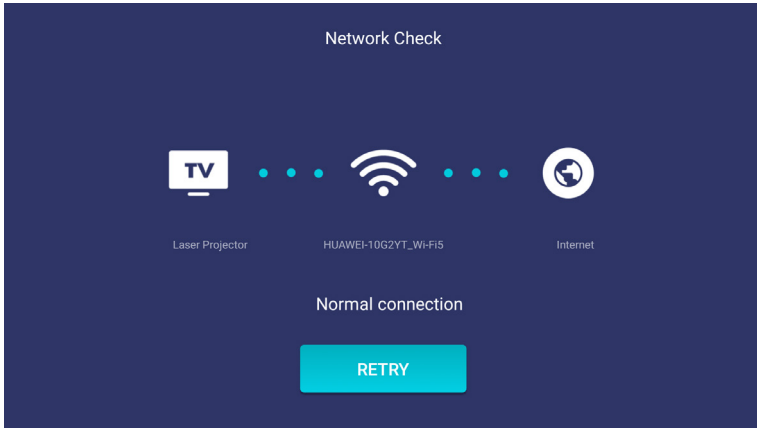 Network Check
TV
Laser Projector
HUAWEI-10G2YT_Wi-Fi5
Internet
Normal connection
RETRY